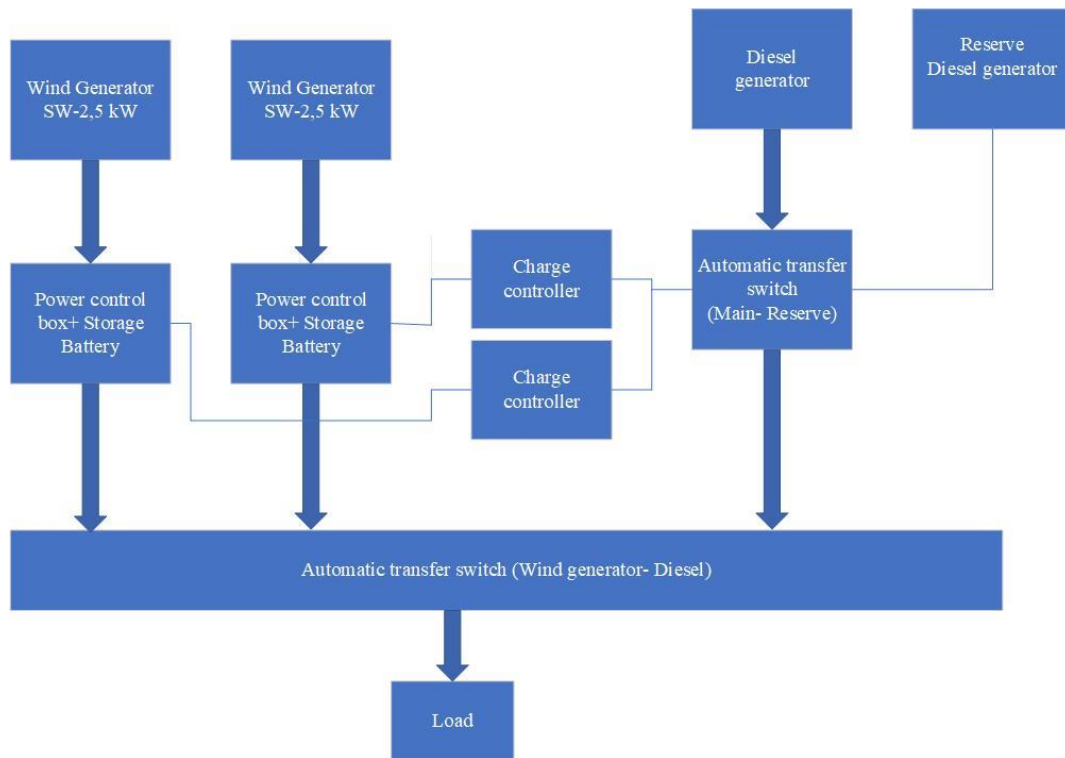 Wind Generator
SW-2,5 kW
Wind Generator
SW-2,5 kW
Diesel
generator
Reserve
Diesel generator
Power control
box+ Storage
Battery
Power control
box+ Storage
Battery
Charge
controller
Charge
controller
Automatic transfer
switch
(Main- Reserve)
Automatic transfer switch (Wind generator- Diesel)
Load